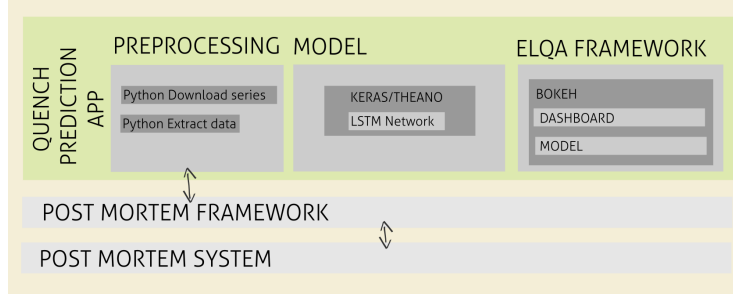 QUENCH
PREDICTION
APP
PREPROCESSING
Python Download series
Python Extract data
MODEL
KERAS/THEANO
LSTM Network
ELQA FRAMEWORK
BOKEH
DASHBOARD
MODEL
POST MORTEM FRAMEWORK
POST MORTEM SYSTEM